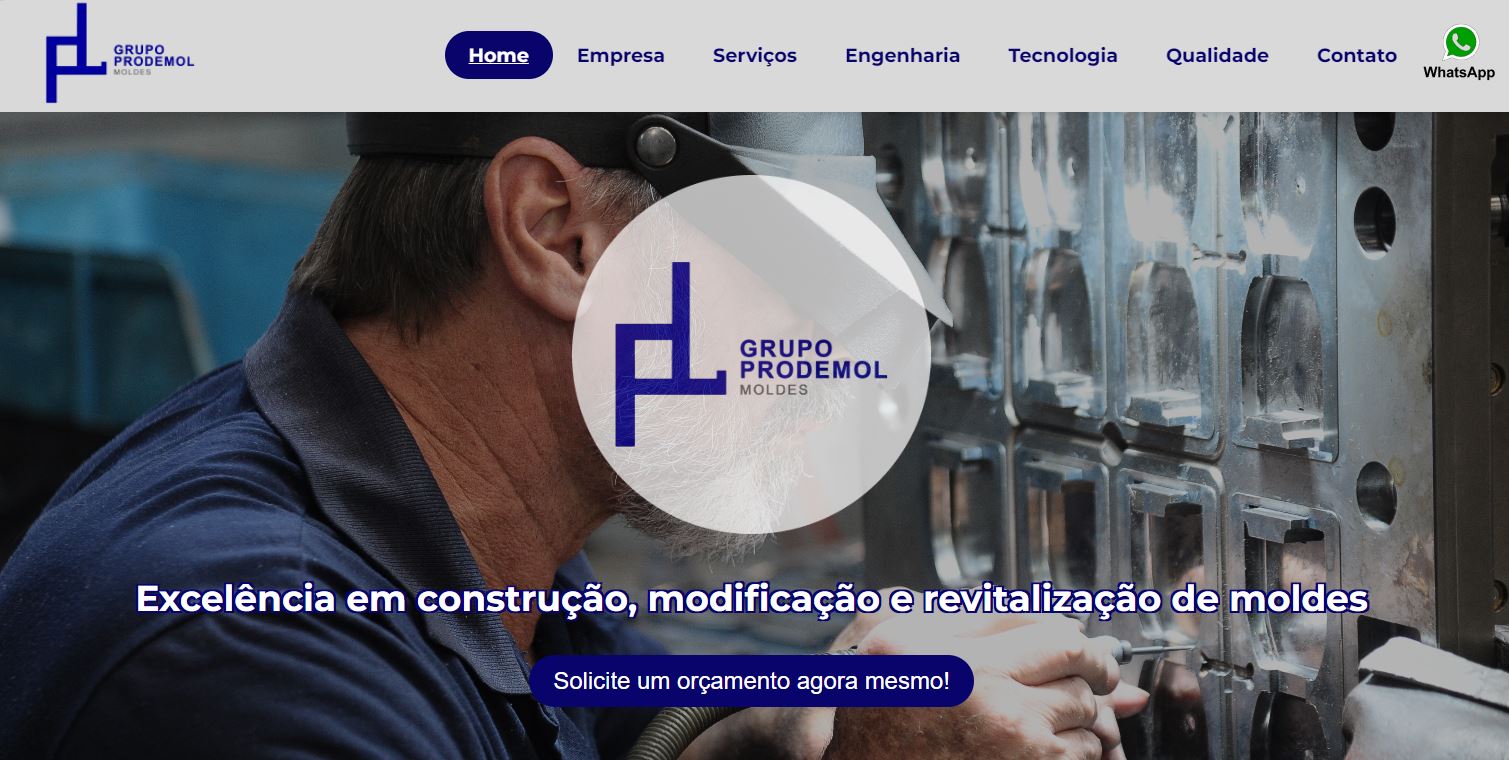 GRUPO
PRODEMOL
MOLDES
Home
Empresa
Serviços
Engenharia
Tecnologia
Qualidade
Contato
WhatsApp
GRUPO
PRODEMOL
MOLDES
Excelência em construção, modificação e revitalização de moldes
Solicite um orçamento agora mesmo!